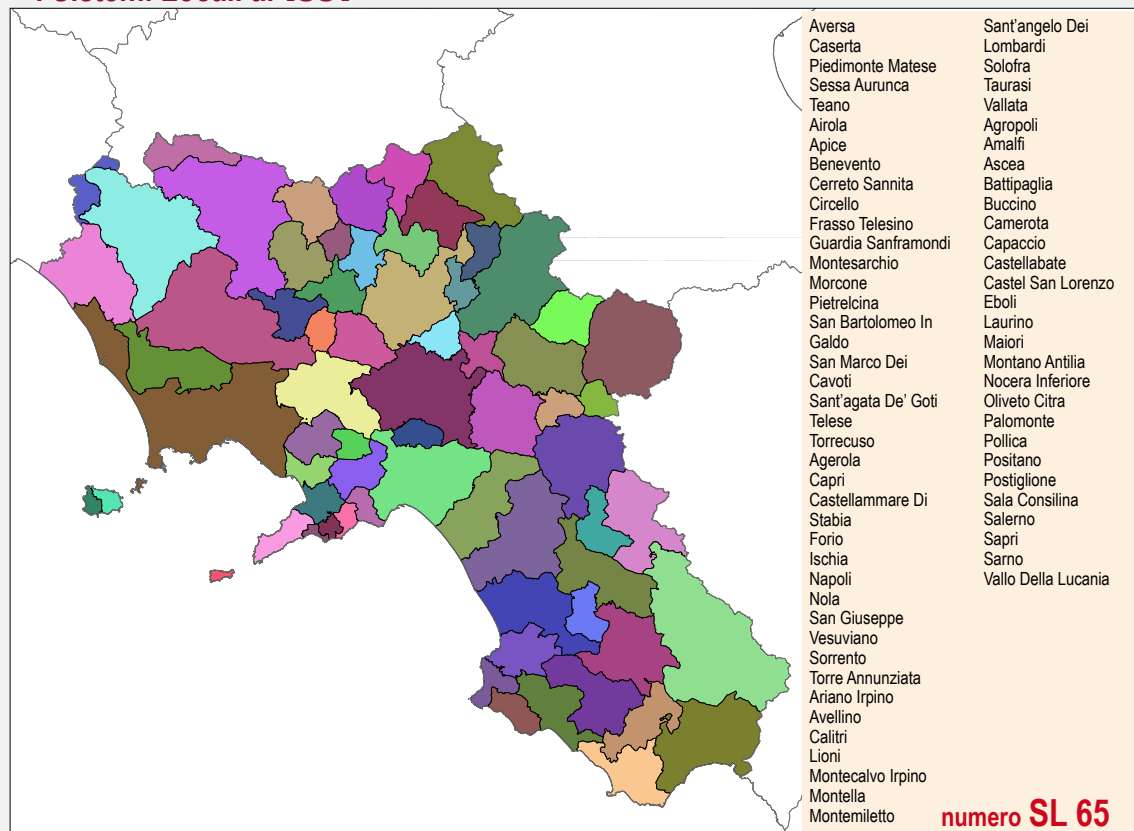 Aversa
Caserta
Piedimonte Matese
Sessa Aurunca
Teano
Airola
Apice
Benevento
Cerreto Sannita
Circello
Frasso Telesino
Guardia Sanframondi
Montesarchio
Morcone
Pietrelcina
San Bartolomeo In
Galdo
San Marco Dei
Cavoti
Sant'agata De' Goti
Telese
Torrecuso
Agerola
Capri
Castellammare Di
Stabia
Forio
Ischia
Napoli
Nola
San Giuseppe
Vesuviano
Sorrento
Torre Annunziata
Ariano Irpino
Avellino
Calitri
Lioni
Montecalvo Irpino
Montella
Montemiletto
Sant'angelo Dei
Lombardi
Solofra
Taurasi
Vallata
Agropoli
Amalfi
Ascea
Battipaglia
Buccino
Camerota
Capaccio
Castellabate
Castel San Lorenzo
Eboli
Laurino
Maiori
Montano Antilia
Nocera Inferiore
Oliveto Citra
Palomonte
Pollica
Positano
Postiglione
Sala Consilina
Salerno
Sapri
Sarno
Vallo Della Lucania
numero SL 65